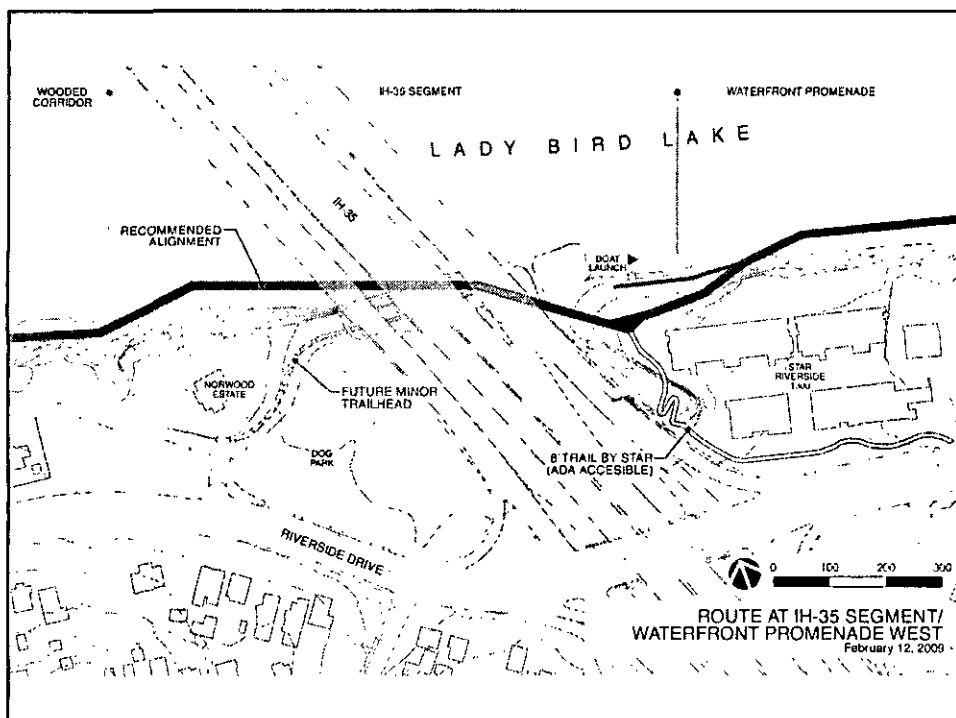 WOODED
CORRIDOR
IH-35 SEGMENT
WATERFRONT PROMENADE
LADY BIRD LAKE
IH-35
RECOMMENDED
ALIGNMENT
BOAT
LAUNCH
NORWOOD
ESTATE
FUTURE MINOR
TRAILHEAD
DOG
PARK
STAR
RIVERSIDE
8' TRAIL BY STAR
(ADA ACCESIBLE)
RIVERSIDE DRIVE
0 100 200 300
ROUTE AT IH-35 SEGMENT/
WATERFRONT PROMENADE WEST
February 12, 2009